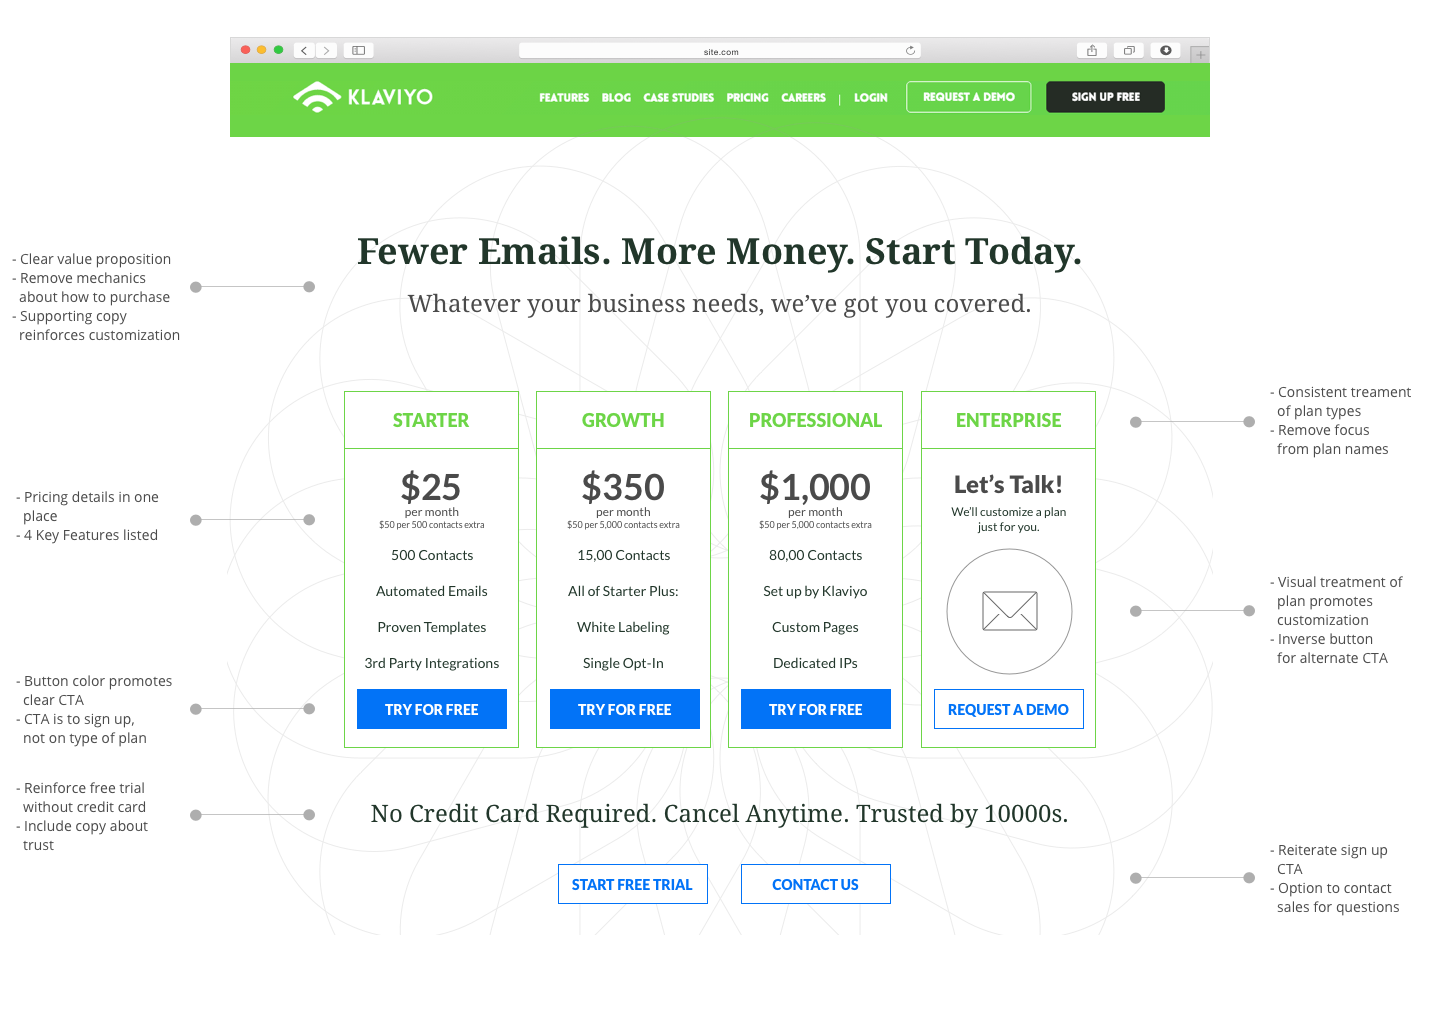 site.com
KLAVIYO
FEATURES BLOG CASE STUDIES PRICING CAREERS | LOGIN REQUEST A DEMO SIGN UP FREE
- Clear value proposition
- Remove mechanics
about how to purchase
- Supporting copy
reinforces customization
Fewer Emails. More Money. Start Today.
Whatever your business needs, we’ve got you covered.
- Consistent treament
of plan types
- Remove focus
from plan names
- Pricing details in one
place
- 4 Key Features listed
STARTER
$25
per month
$50 per 500 contacts extra
500 Contacts
Automated Emails
Proven Templates
3rd Party Integrations
TRY FOR FREE
GROWTH
$350
per month
$50 per 5,000 contacts extra
15,00 Contacts
All of Starter Plus:
White Labeling
Single Opt-In
TRY FOR FREE
PROFESSIONAL
$1,000
per month
$50 per 5,000 contacts extra
80,00 Contacts
Set up by Klaviyo
Custom Pages
Dedicated IPs
TRY FOR FREE
ENTERPRISE
Let’s Talk!
We’ll customize a plan
just for you.
REQUEST A DEMO
- Visual treatment of
plan promotes
customization
- Inverse button
for alternate CTA
- Button color promotes
clear CTA
- CTA is to sign up,
not on type of plan
- Reinforce free trial
without credit card
- Include copy about
trust
No Credit Card Required. Cancel Anytime. Trusted by 10000s.
START FREE TRIAL
CONTACT US
- Reiterate sign up
CTA
- Option to contact
sales for questions